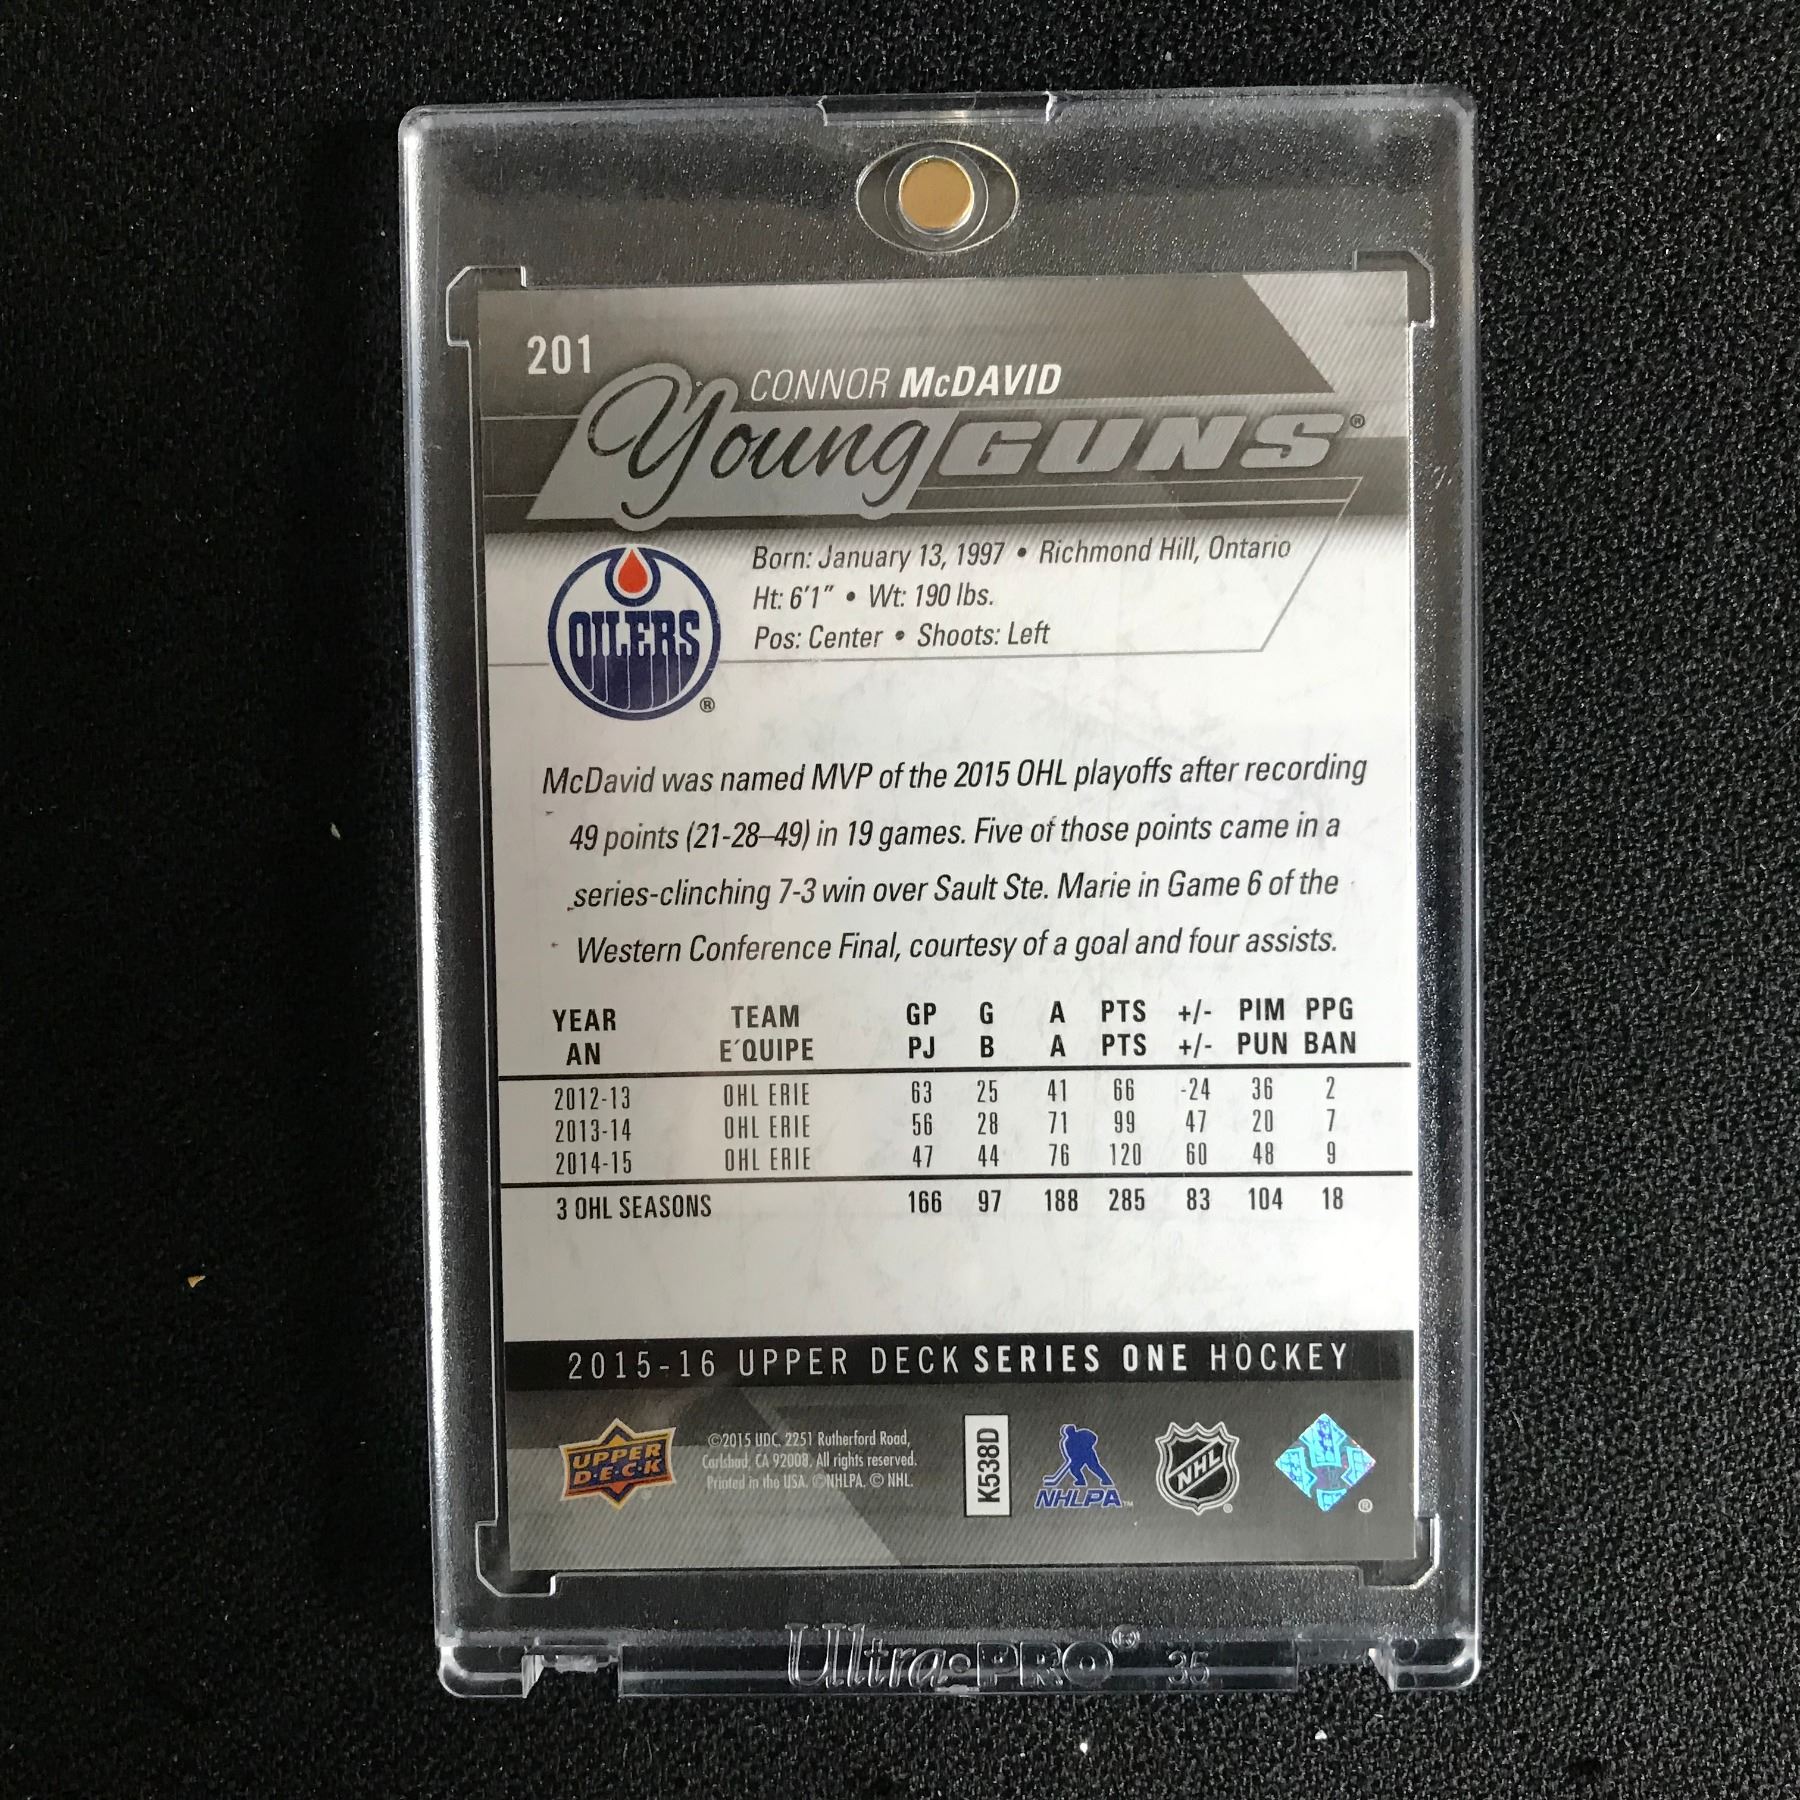 201
CONNOR McDAVID
Young GUNS®
OILERS
®
Born: January 13, 1997 • Richmond Hill, Ontario
Ht: 6'1" • Wt: 190 lbs.
Pos: Center • Shoots: Left
McDavid was named MVP of the 2015 OHL playoffs after recording
49 points (21-28–49) in 19 games. Five of those points came in a
series-clinching 7-3 win over Sault Ste. Marie in Game 6 of the
Western Conference Final, courtesy of a goal and four assists.
YEAR TEAM GP G A PTS +/- PIM PPG
AN E´QUIPE PJ B A PTS +/- PUN BAN
2012-13 OHL ERIE 63 25 41 66 -24 36 2
2013-14 OHL ERIE 56 28 71 99 47 20 7
2014-15 OHL ERIE 47 44 76 120 60 48 9
3 OHL SEASONS 166 97 188 285 83 104 18
2015-16 UPPER DECK SERIES ONE HOCKEY
UPPER
D·E·C·K
©2015 UDC. 2251 Rutherford Road,
Carlsbad, CA 92008. All rights reserved.
Printed in the USA. ©NHLPA. © NHL.
K538D
NHLPA™
NHL®
®
Ultra·PRO® 35